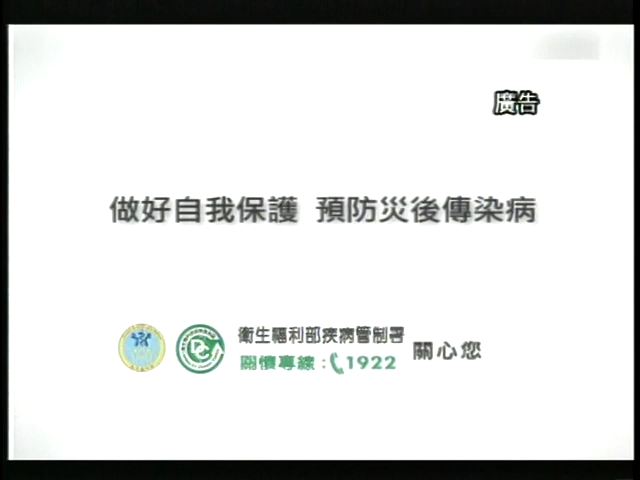 廣告
做好自我保護 預防災後傳染病
衛生福利部疾病管制署
關懷專線：1922
關心您